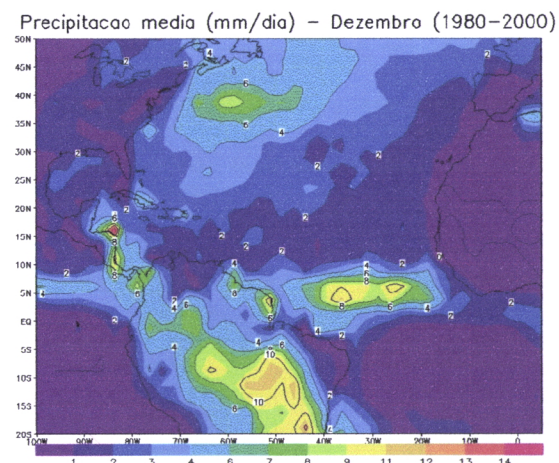 Precipitacao media (mm/dia) - Dezembro (1980-2000)
50N
45N
40N
35N
30N
25N
20N
15N
10N
5N
EQ
5S
10S
15S
20S
100W 90W 80W 70W 60W 50W 40W 30W 20W 10W 0
1 2 3 4 6 7 8 9 11 12 13 14